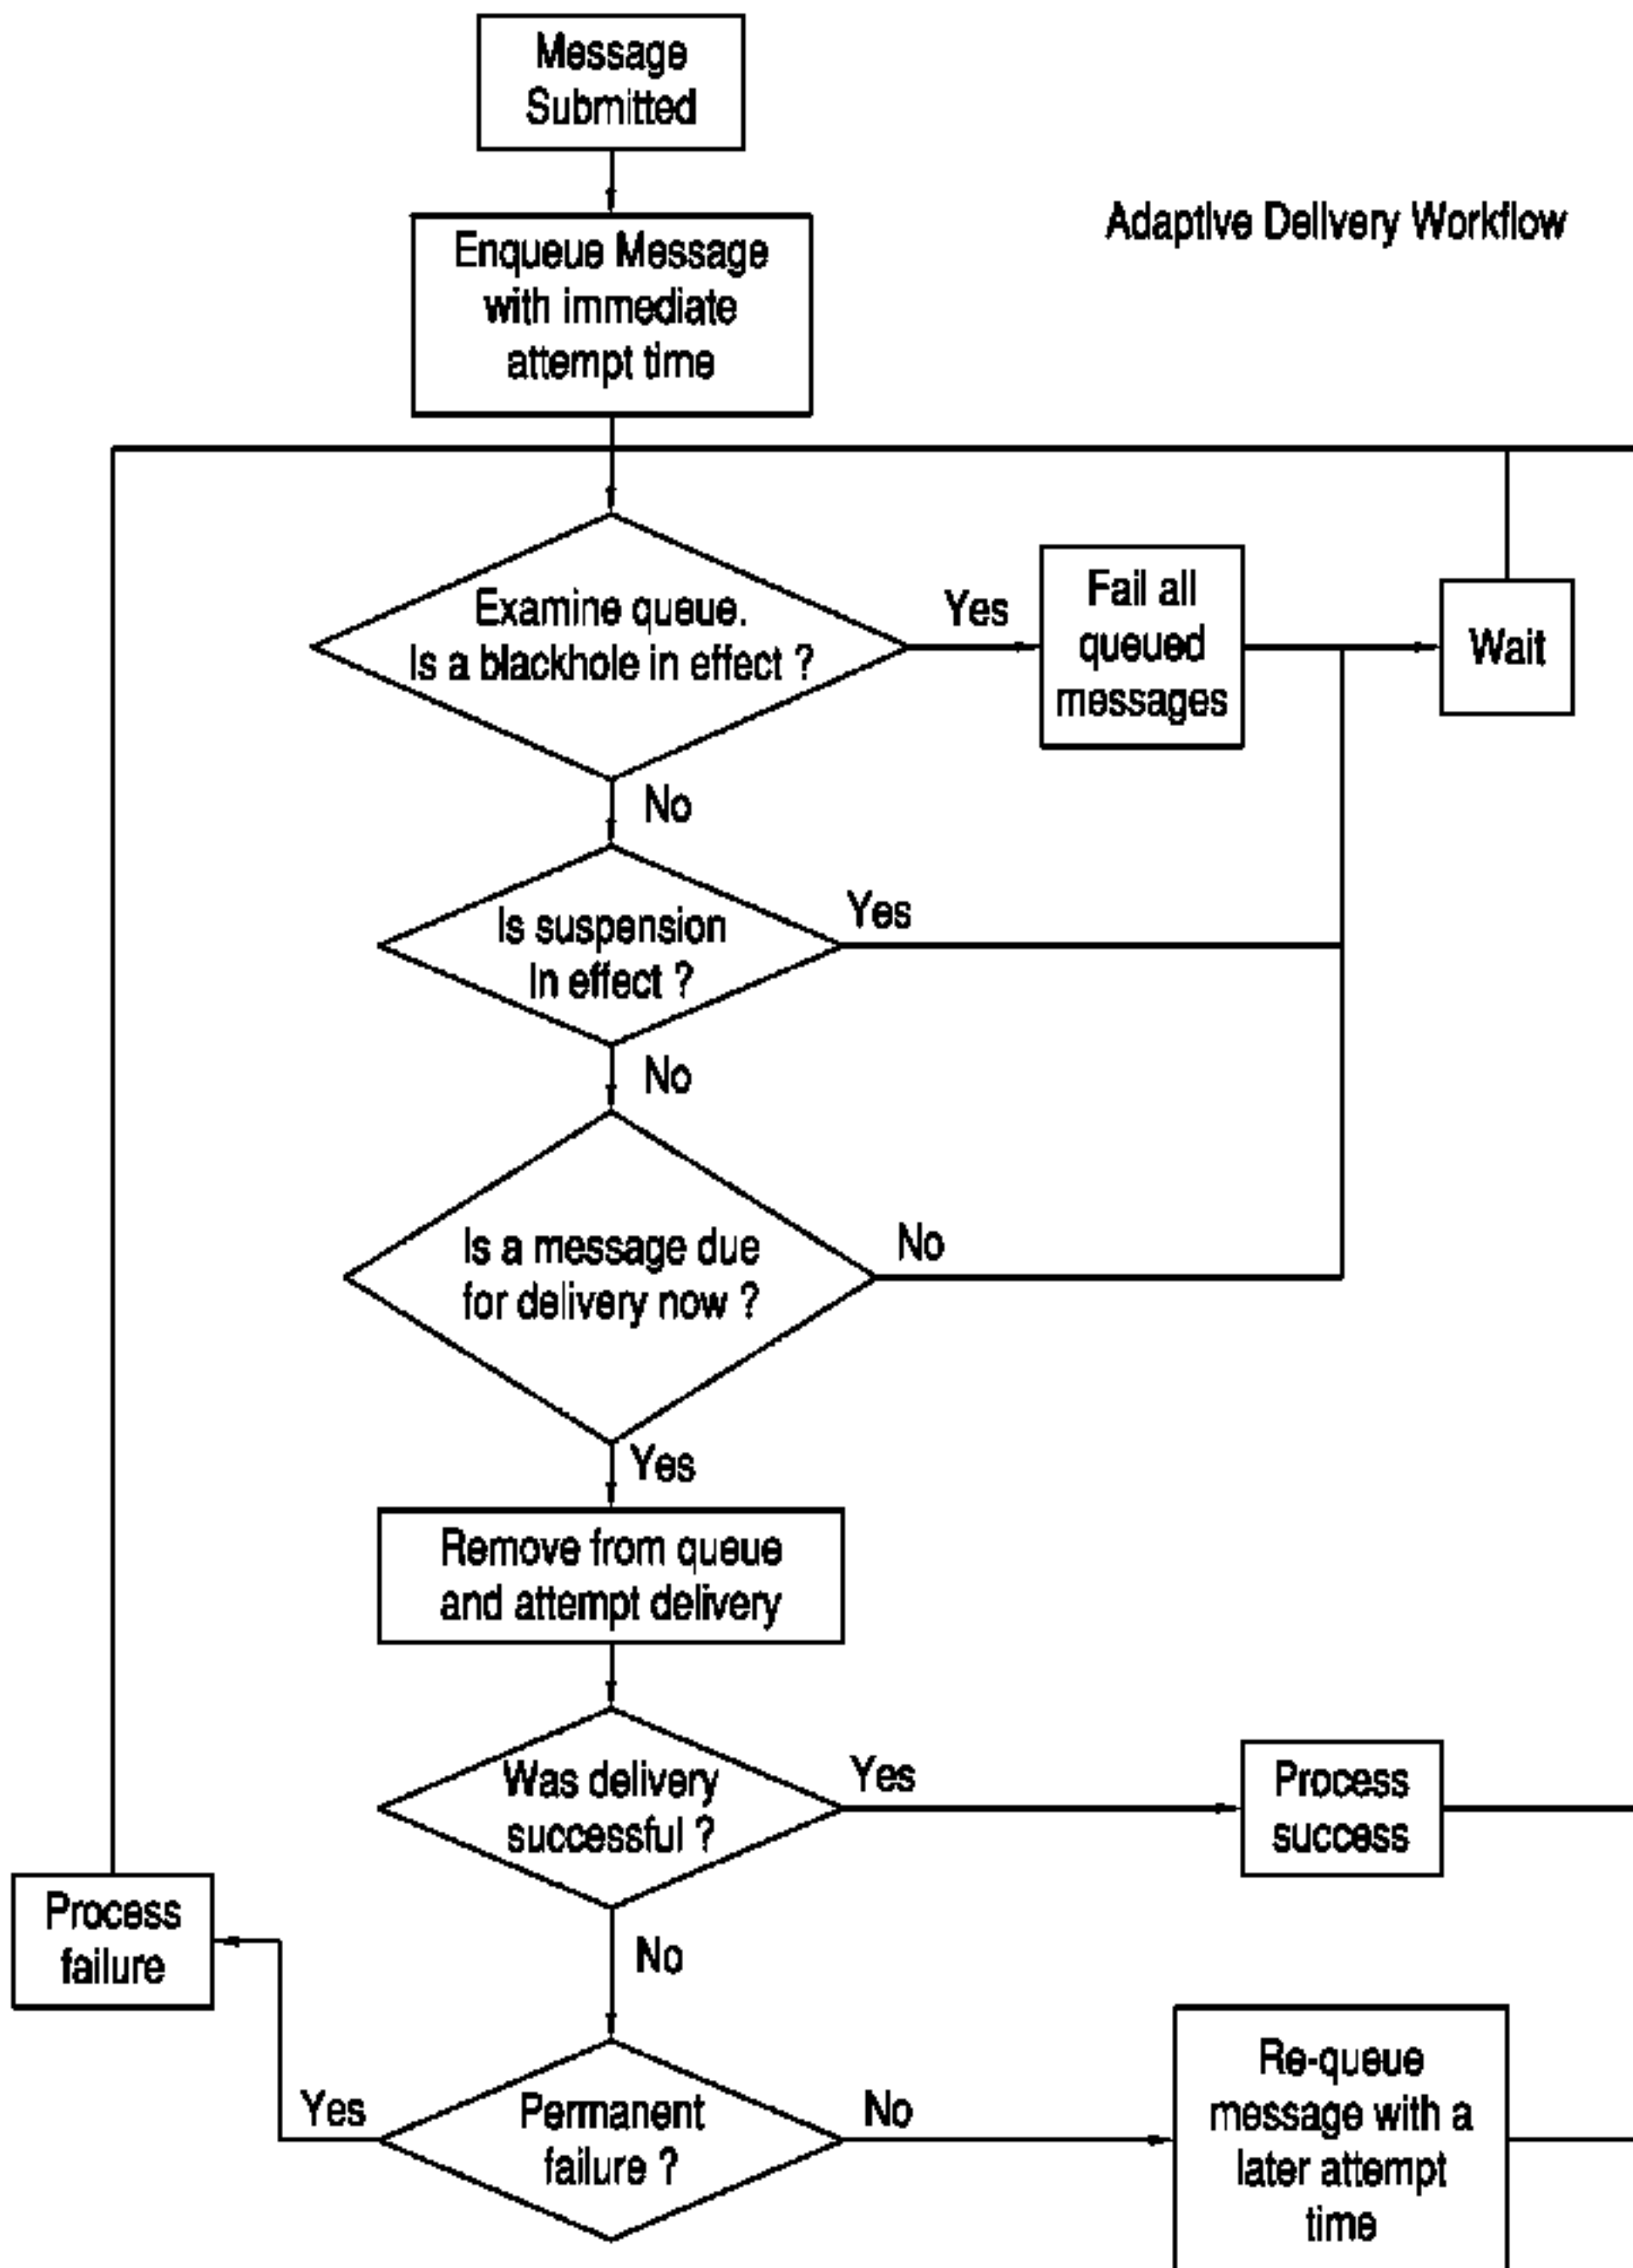 Message
Submitted
Adaptive Delivery Workflow
Enqueue Message
with immediate
attempt time
Examine queue.
Is a blackhole in effect ?
Yes
Fail all
queued
messages
Wait
No
Is suspension
in effect ?
Yes
No
Is a message due
for delivery now ?
No
Yes
Remove from queue
and attempt delivery
Was delivery
successful ?
Yes
Process
success
Process
failure
No
Permanent
failure ?
Yes
No
Re-queue
message with a
later attempt
time